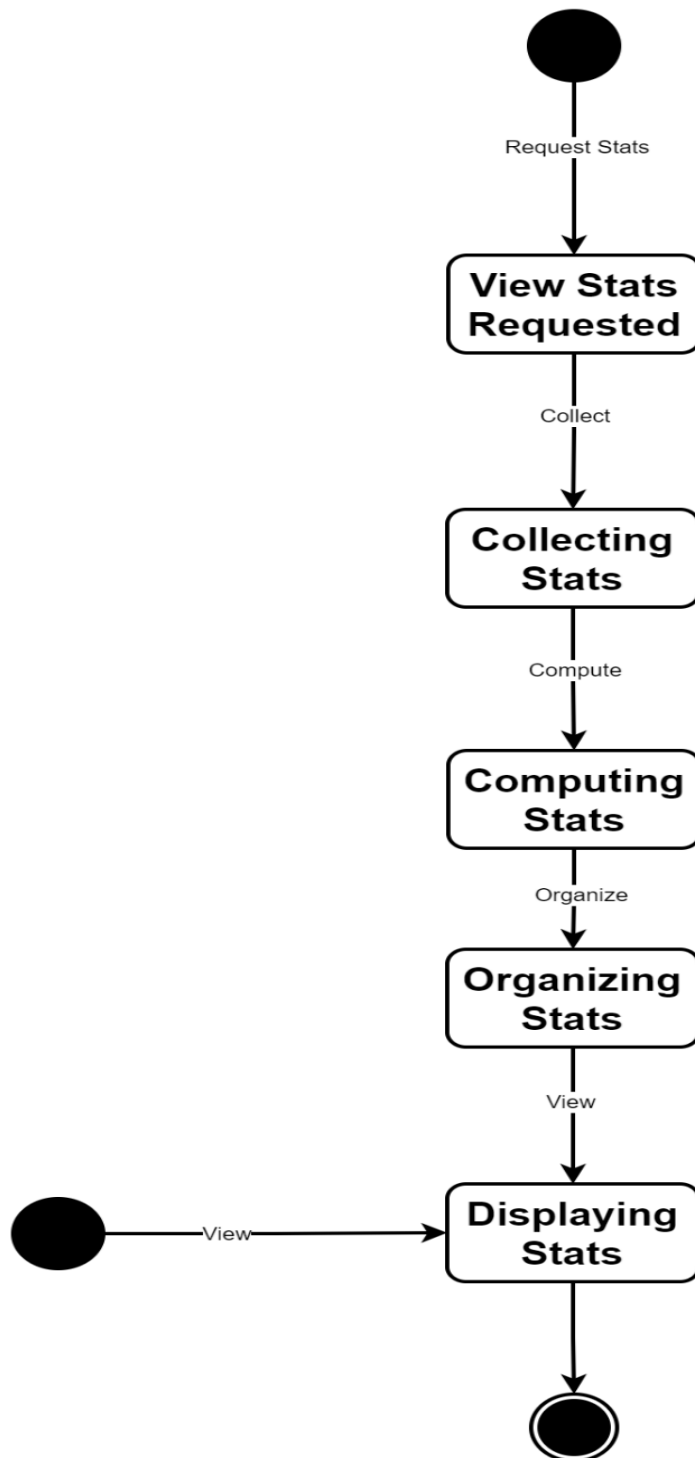 Request Stats
View Stats
Requested
Collect
Collecting
Stats
Compute
Computing
Stats
Organize
Organizing
Stats
View
View
Displaying
Stats